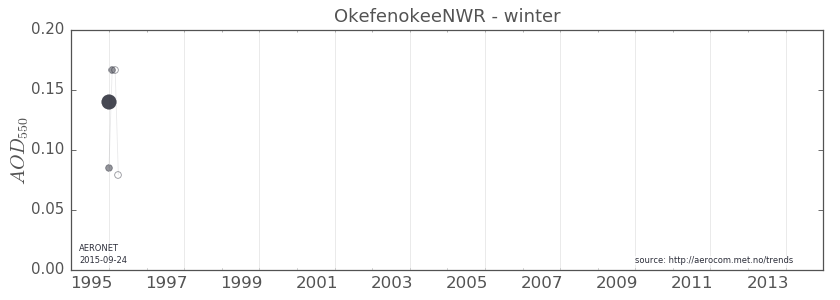 OkefenokeeNWR - winter
0.20
0.15
0.10
0.05
0.00
AOD550
AERONET
2015-09-24
source: http://aerocom.met.no/trends
1995 1997 1999 2001 2003 2005 2007 2009 2011 2013